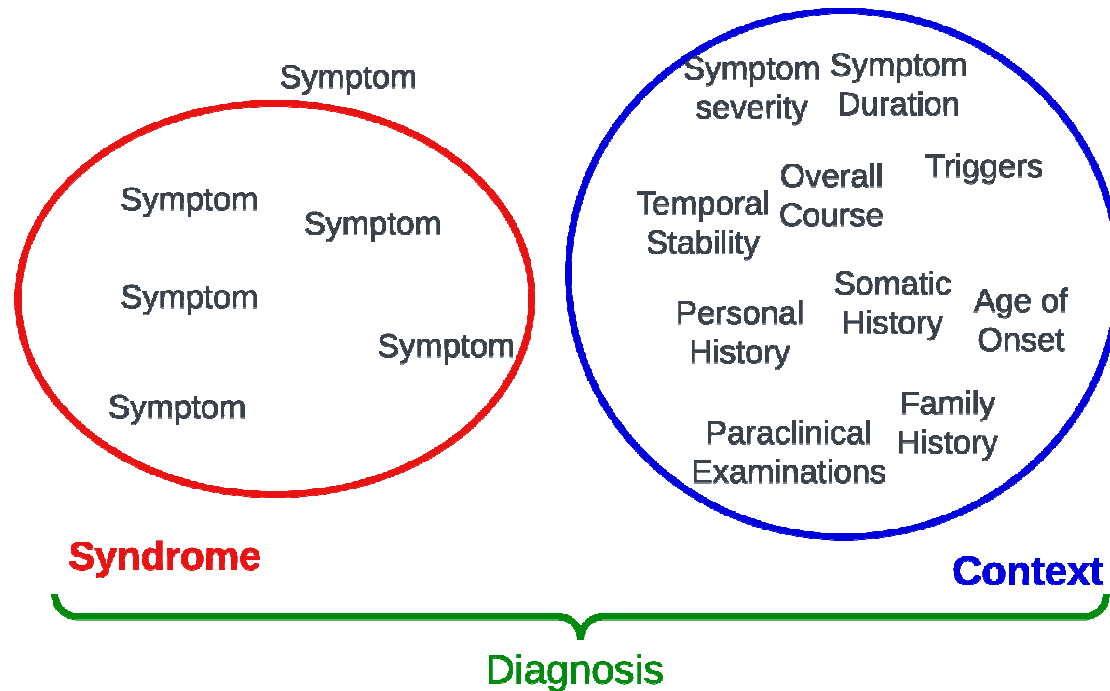 Symptom
Symptom
Symptom
Symptom
Symptom
Symptom
Syndrome
Symptom
severity
Symptom
Duration
Triggers
Overall
Course
Temporal
Stability
Somatic
History
Age of
Onset
Personal
History
Family
History
Paraclinical
Examinations
Context
Diagnosis